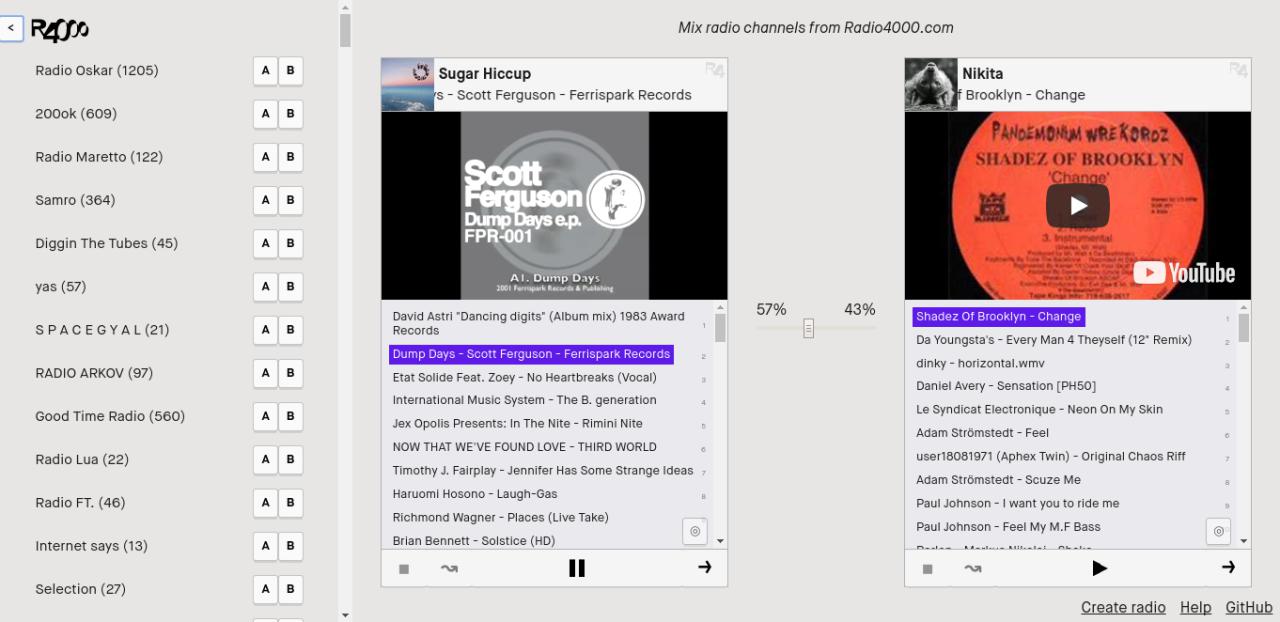 <
R4000
Mix radio channels from Radio4000.com
Radio Oskar (1205) A B
200ok (609) A B
Radio Maretto (122) A B
Samro (364) A B
Diggin The Tubes (45) A B
yas (57) A B
S P A C E G Y A L (21) A B
RADIO ARKOV (97) A B
Good Time Radio (560) A B
Radio Lua (22) A B
Radio FT. (46) A B
Internet says (13) A B
Selection (27) A B
Sugar Hiccup
R4
ys - Scott Ferguson - Ferrispark Records
Scott
Ferguson
Dump Days e.p.
FPR-001
A1. Dump Days
2001 Ferrispark Records & Publishing
David Astri "Dancing digits" (Album mix) 1983 Award
Records 1
Dump Days - Scott Ferguson - Ferrispark Records 2
Etat Solide Feat. Zoey - No Heartbreaks (Vocal) 3
International Music System - The B. generation 4
Jex Opolis Presents: In The Nite - Rimini Nite 5
NOW THAT WE'VE FOUND LOVE - THIRD WORLD 6
Timothy J. Fairplay - Jennifer Has Some Strange Ideas 7
Haruomi Hosono - Laugh-Gas 8
Richmond Wagner - Places (Live Take)
Brian Bennett - Solstice (HD)
57% 43%
Nikita
R4
f Brooklyn - Change
PANDEMONIUM WREKORDZ
SHADEZ OF BROOKLYN
'Change'
3. Instrumental
YouTube
Shadez Of Brooklyn - Change 1
Da Youngsta's - Every Man 4 Theyself (12" Remix) 2
dinky - horizontal.wmv 3
Daniel Avery - Sensation [PH50] 4
Le Syndicat Electronique - Neon On My Skin 5
Adam Strömstedt - Feel 6
user18081971 (Aphex Twin) - Original Chaos Riff 7
Adam Strömstedt - Scuze Me 8
Paul Johnson - I want you to ride me 9
Paul Johnson - Feel My M.F Bass
Create radio Help GitHub